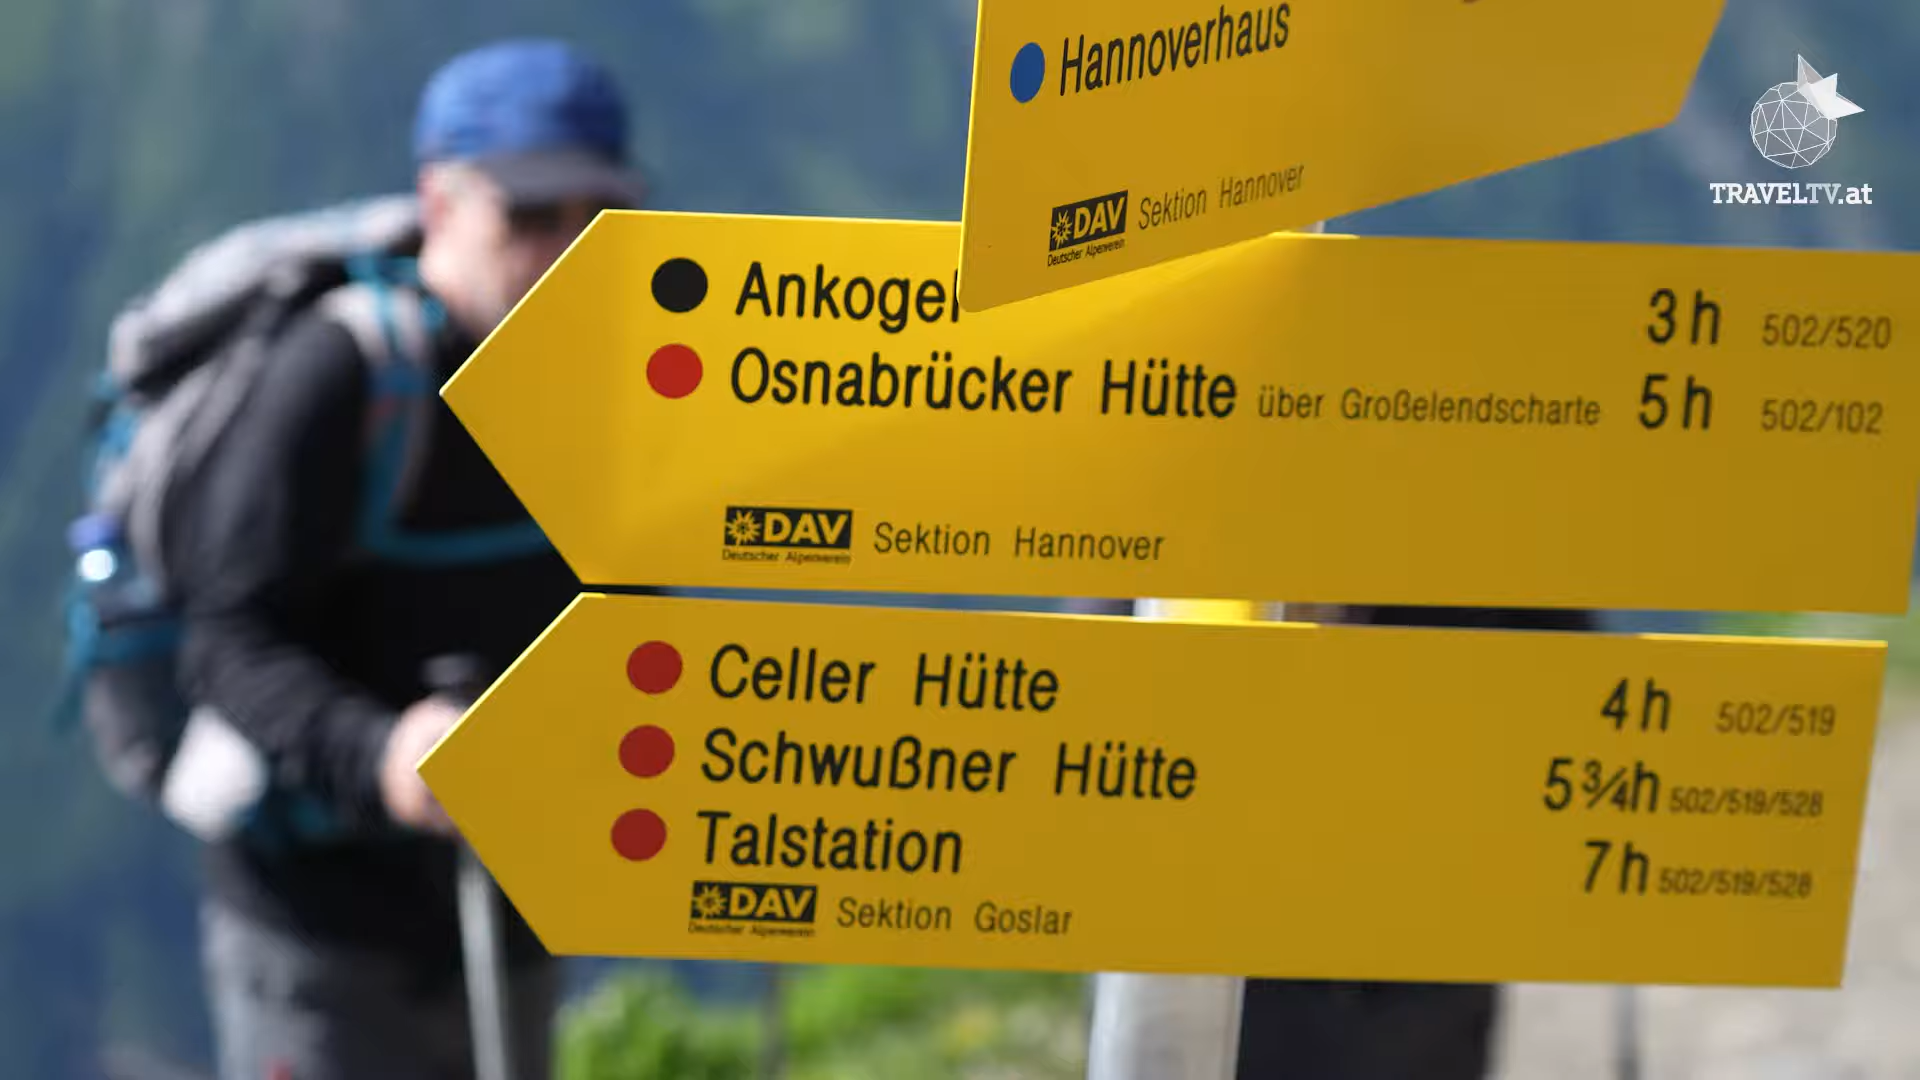 Hannoverhaus
DAV Sektion Hannover
Deutscher Alpenverein
TRAVELTV.at
Ankogel 3 h 502/520
Osnabrücker Hütte über Großelendscharte 5 h 502/102
DAV Sektion Hannover
Deutscher Alpenverein
Celler Hütte 4 h 502/519
Schwußner Hütte 5 ¾h 502/519/528
Talstation 7 h 502/519/528
DAV Sektion Goslar
Deutscher Alpenverein